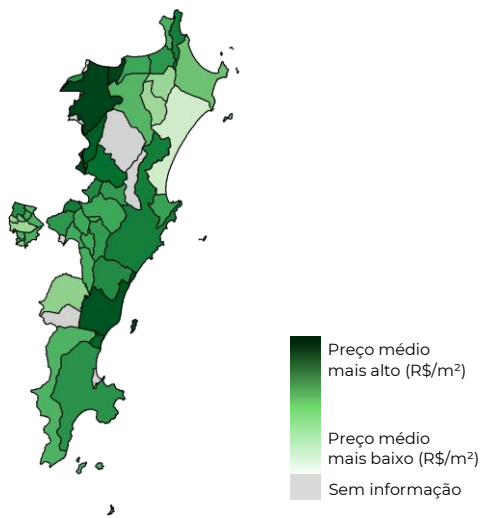 Preço médio
mais alto (R$/m²)
Preço médio
mais baixo (R$/m²)
Sem informação